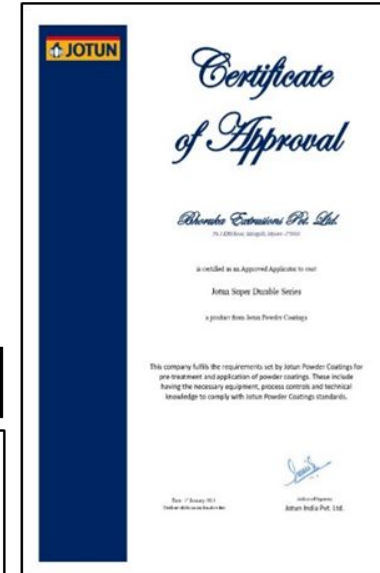 JOTUN
Certificate
of Approval
Bhoruka Extrusions Pvt. Ltd.
is certified as an Approved Applicator to coat
Jotun Super Durable Series
a product from Jotun Powder Coatings
This company fulfils the requirements set by Jotun Powder Coatings for
pre-treatment and application of powder coatings. These include
having the necessary equipment, process controls and technical
knowledge to comply with Jotun Powder Coatings standards.
Jotun India Pvt. Ltd.